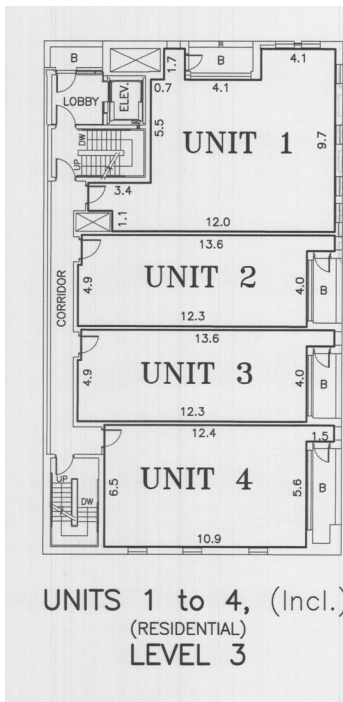 B
B
4.1
1.7
LOBBY
ELEV.
0.7
4.1
5.5
UNIT 1
9.7
DW
UP
3.4
1.1
12.0
13.6
4.9
UNIT 2
4.0
B
12.3
CORRIDOR
13.6
4.9
UNIT 3
4.0
B
12.3
12.4
1.5
6.5
UNIT 4
5.6
B
UP
DW
10.9
UNITS 1 to 4, (Incl.)
(RESIDENTIAL)
LEVEL 3